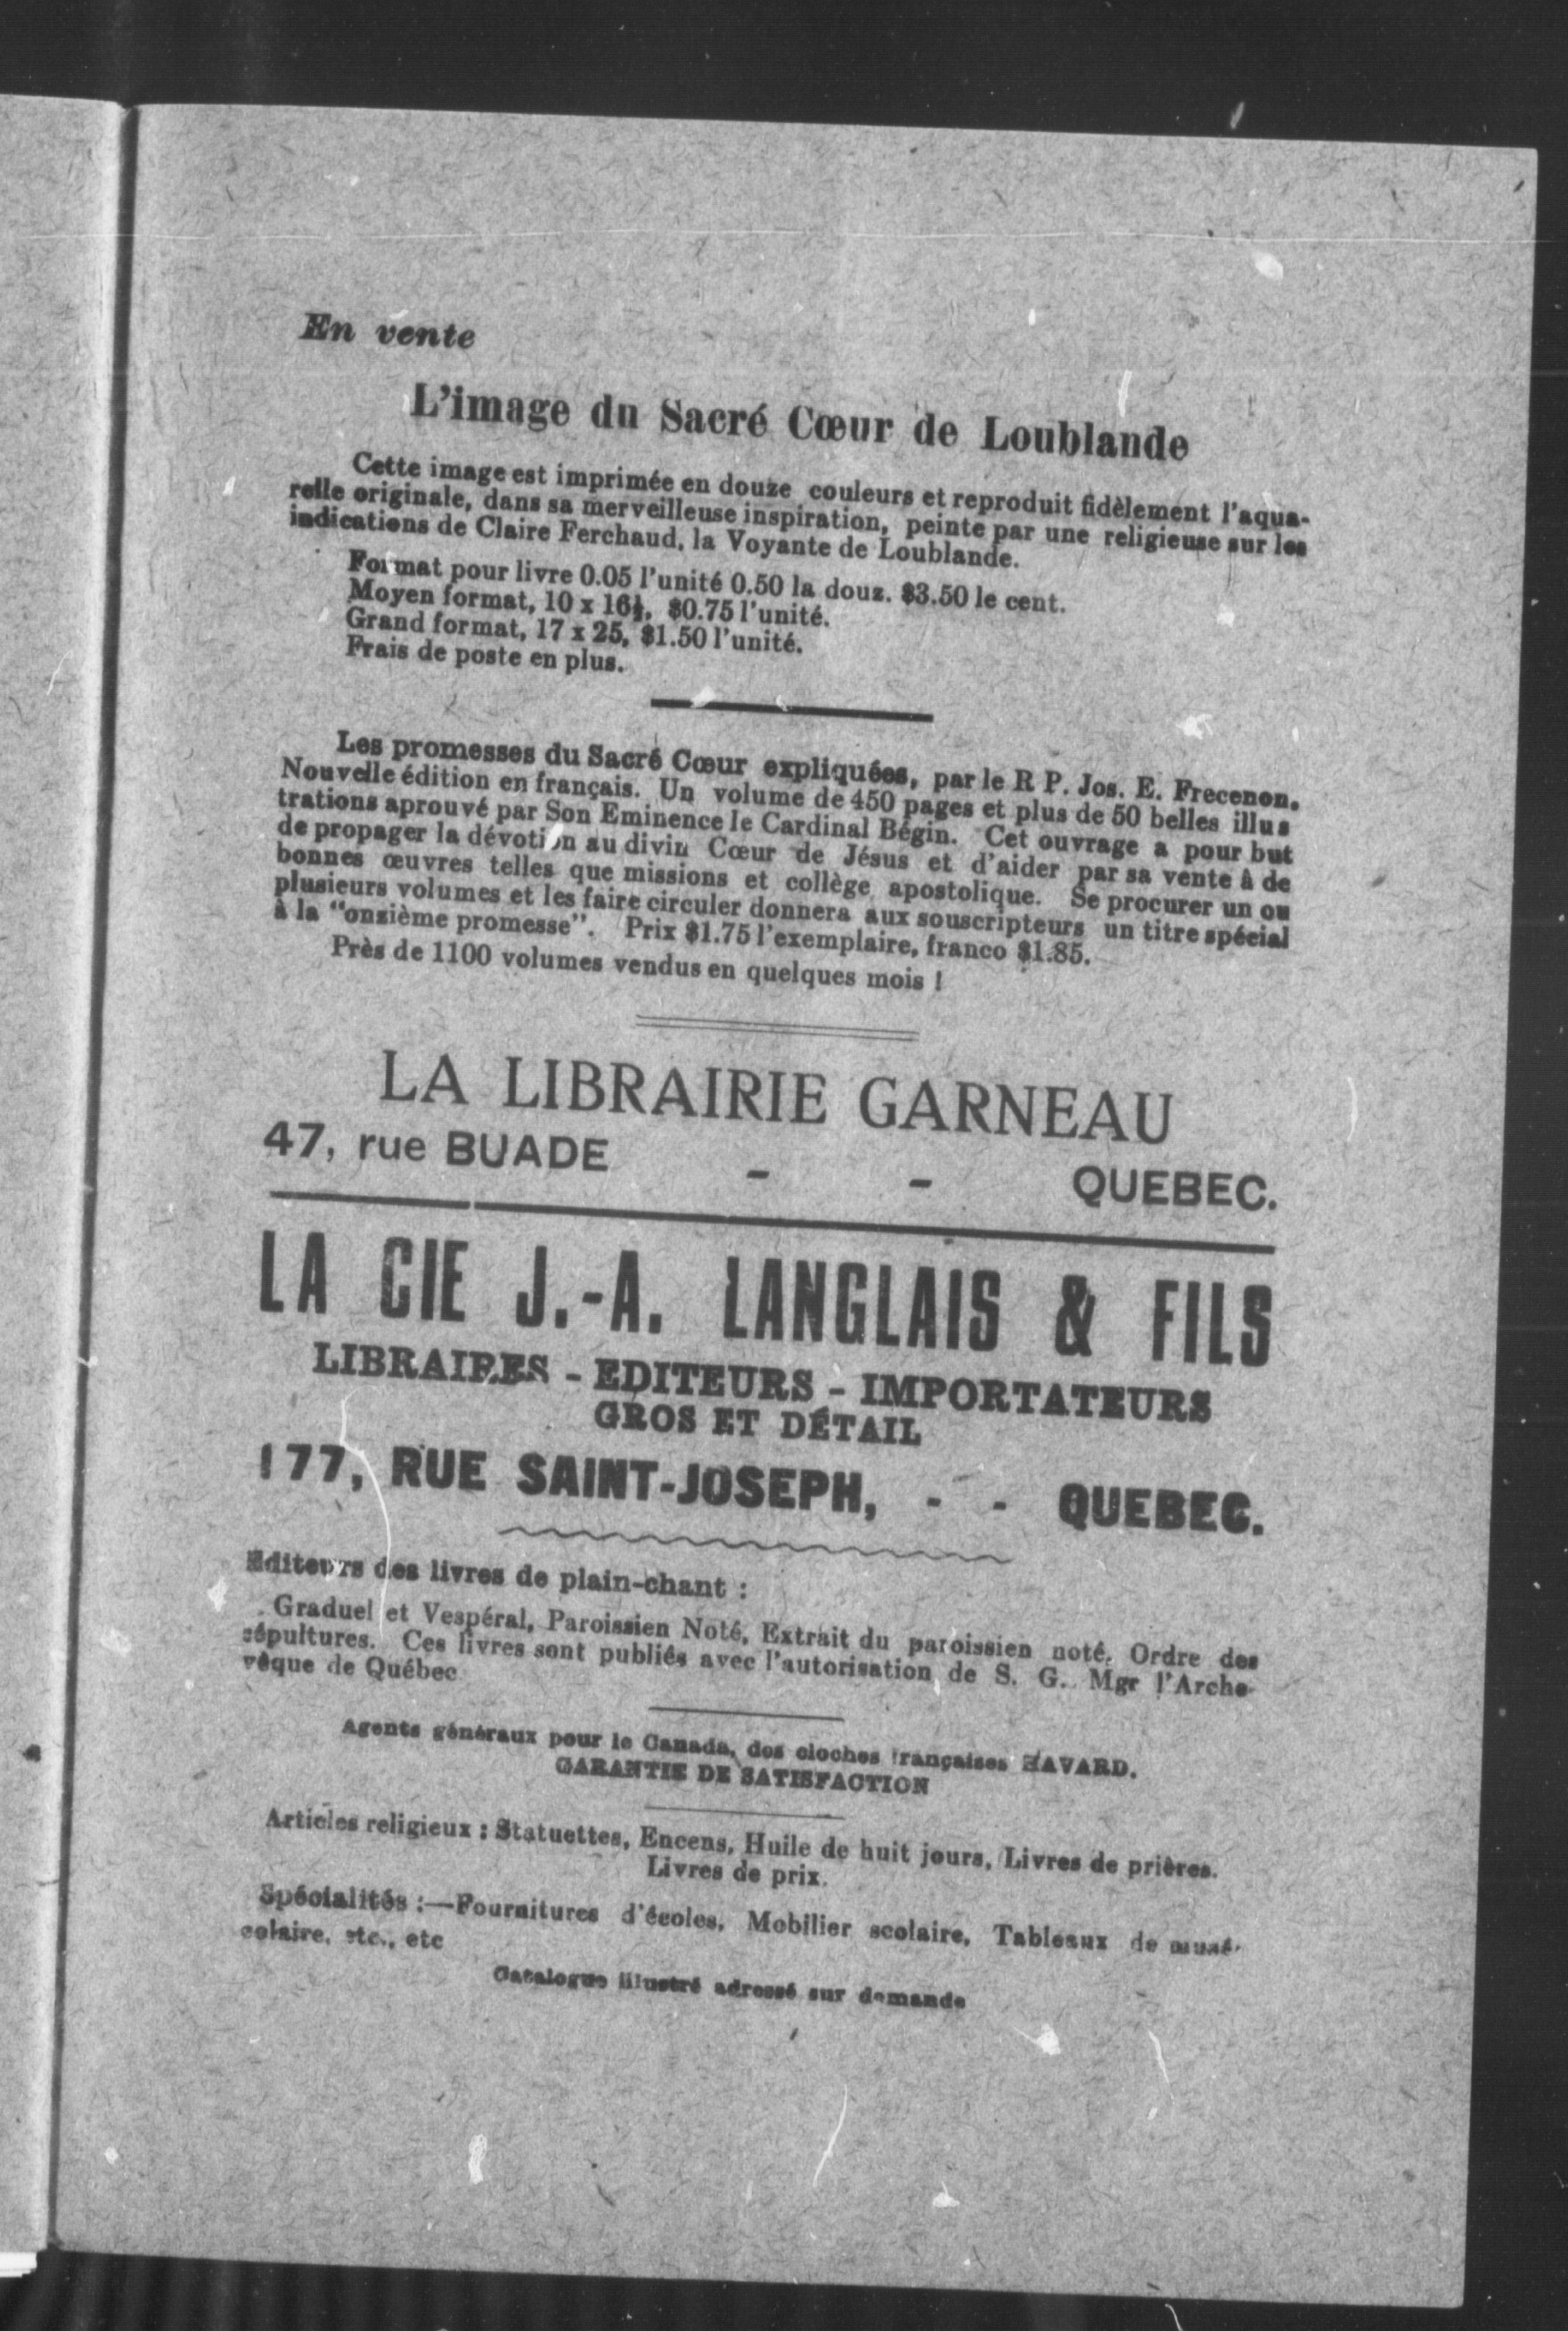 En vente
L'image du Sacré Cœur de Loublande
Cette image est imprimée en douze couleurs et reproduit fidèlement l'aqua-
relle originale, dans sa merveilleuse inspiration, peinte par une religieuse sur les
indications de Claire Ferchaud, la Voyante de Loublande.
Format pour livre 0.05 l'unité 0.50 la douz. $3.50 le cent.
Moyen format, 10 x 16½, $0.75 l'unité.
Grand format, 17 x 25, $1.50 l'unité.
Frais de poste en plus.
Les promesses du Sacré Cœur expliquées, par le R P. Jos. E. Frecenon.
Nouvelle édition en français. Un volume de 450 pages et plus de 50 belles illus
trations aprouvé par Son Eminence le Cardinal Bégin. Cet ouvrage a pour but
de propager la dévotion au divin Cœur de Jésus et d'aider par sa vente à de
bonnes œuvres telles que missions et collège apostolique. Se procurer un ou
plusieurs volumes et les faire circuler donnera aux souscripteurs un titre spécial
à la "onzième promesse". Prix $1.75 l'exemplaire, franco $1.85.
Près de 1100 volumes vendus en quelques mois !
LA LIBRAIRIE GARNEAU
47, rue BUADE - - QUEBEC.
LA CIE J.-A. LANGLAIS & FILS
LIBRAIRES - EDITEURS - IMPORTATEURS
GROS ET DÉTAIL
177, RUE SAINT-JOSEPH, - - QUEBEC.
Editeurs des livres de plain-chant :
Graduel et Vespéral, Paroissien Noté, Extrait du paroissien noté, Ordre des
sépultures. Ces livres sont publiés avec l'autorisation de S. G. Mgr l'Arche-
vêque de Québec
Agents généraux pour le Canada, des cloches françaises HAVARD.
GARANTIE DE SATISFACTION
Articles religieux : Statuettes, Encens, Huile de huit jours, Livres de prières.
Livres de prix.
Spécialités :—Fournitures d'écoles, Mobilier scolaire, Tableaux de
colaire, etc., etc
Catalogue illustré adressé sur demande